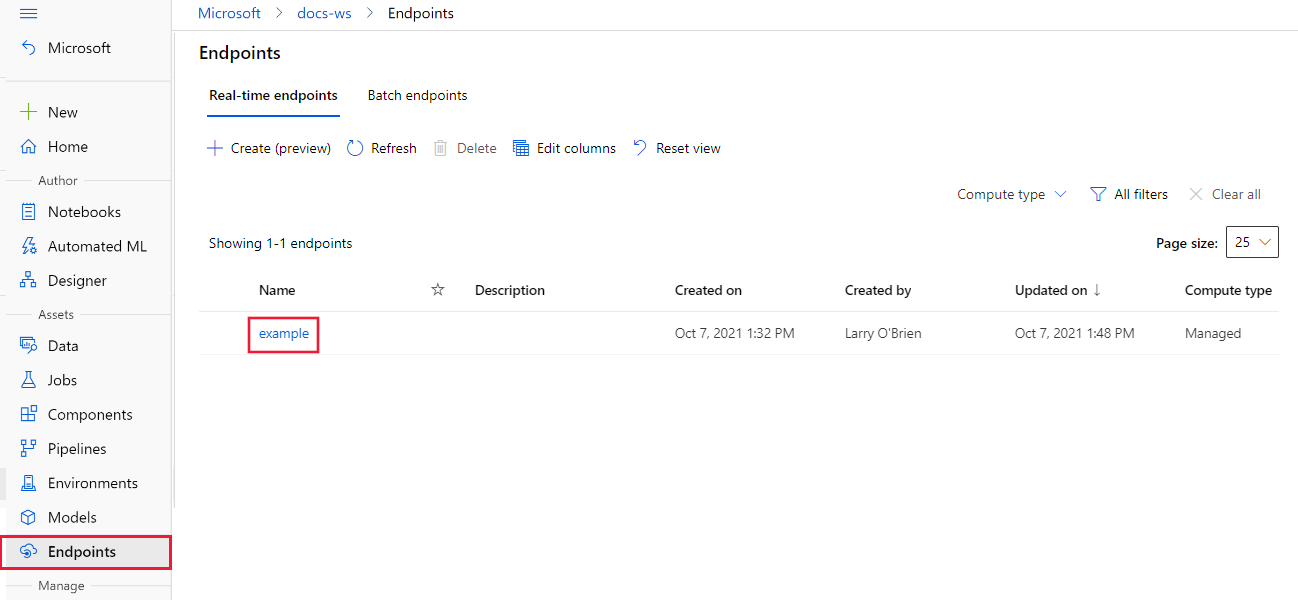 Microsoft
New
Home
Author
Notebooks
Automated ML
Designer
Assets
Data
Jobs
Components
Pipelines
Environments
Models
Endpoints
Manage
Microsoft > docs-ws > Endpoints
Endpoints
Real-time endpoints Batch endpoints
Create (preview) Refresh Delete Edit columns Reset view
Compute type All filters Clear all
Showing 1-1 endpoints Page size: 25
Name Description Created on Created by Updated on ↓ Compute type
example Oct 7, 2021 1:32 PM Larry O'Brien Oct 7, 2021 1:48 PM Managed